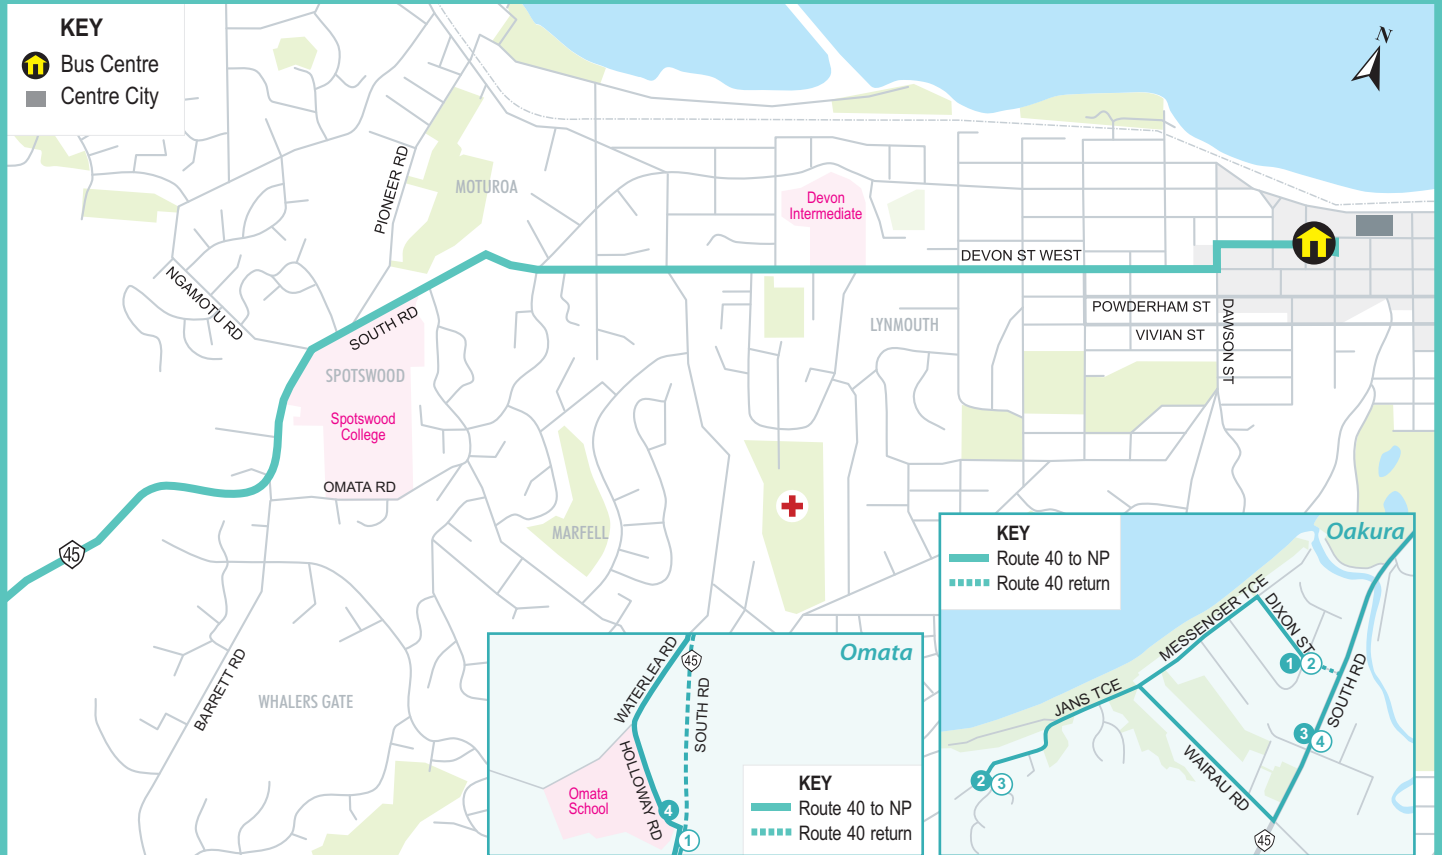 KEY
Bus Centre
Centre City
N
PIONEER RD
MOTUROA
Devon
Intermediate
NGAMOTU RD
DEVON ST WEST
SOUTH RD
POWDERHAM ST
LYNMOUTH
VIVIAN ST
DAWSON ST
SPOTSWOOD
Spotswood
College
OMATA RD
MARFELL
45
BARRETT RD
WHALERS GATE
Omata
WATERLEA RD
45
SOUTH RD
HOLLOWAY RD
Omata
School
4
1
KEY
Route 40 to NP
Route 40 return
KEY
Route 40 to NP
Route 40 return
Oakura
MESSENGER TCE
DIXON ST
1
2
JANS TCE
SOUTH RD
3
4
WAIRAU RD
2
3
45